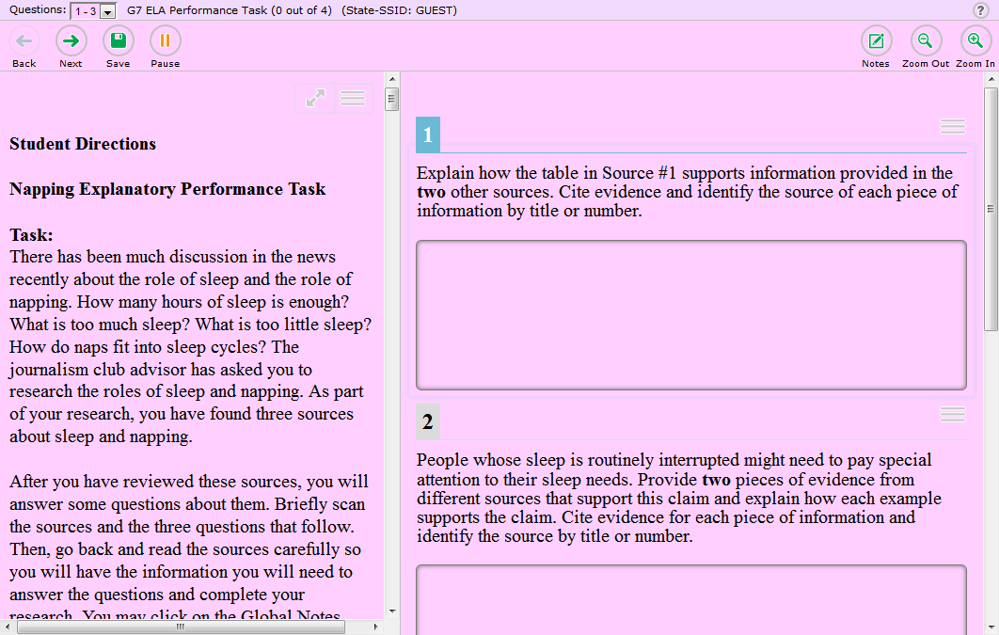 Questions: 1 - 3 G7 ELA Performance Task (0 out of 4) (State-SSID: GUEST) ?
Back Next Save Pause Notes Zoom Out Zoom In
Student Directions
Napping Explanatory Performance Task
Task:
There has been much discussion in the news
recently about the role of sleep and the role of
napping. How many hours of sleep is enough?
What is too much sleep? What is too little sleep?
How do naps fit into sleep cycles? The
journalism club advisor has asked you to
research the roles of sleep and napping. As part
of your research, you have found three sources
about sleep and napping.
After you have reviewed these sources, you will
answer some questions about them. Briefly scan
the sources and the three questions that follow.
Then, go back and read the sources carefully so
you will have the information you will need to
answer the questions and complete your
research. You may click on the Global Notes
1
Explain how the table in Source #1 supports information provided in the
two other sources. Cite evidence and identify the source of each piece of
information by title or number.
2
People whose sleep is routinely interrupted might need to pay special
attention to their sleep needs. Provide two pieces of evidence from
different sources that support this claim and explain how each example
supports the claim. Cite evidence for each piece of information and
identify the source by title or number.